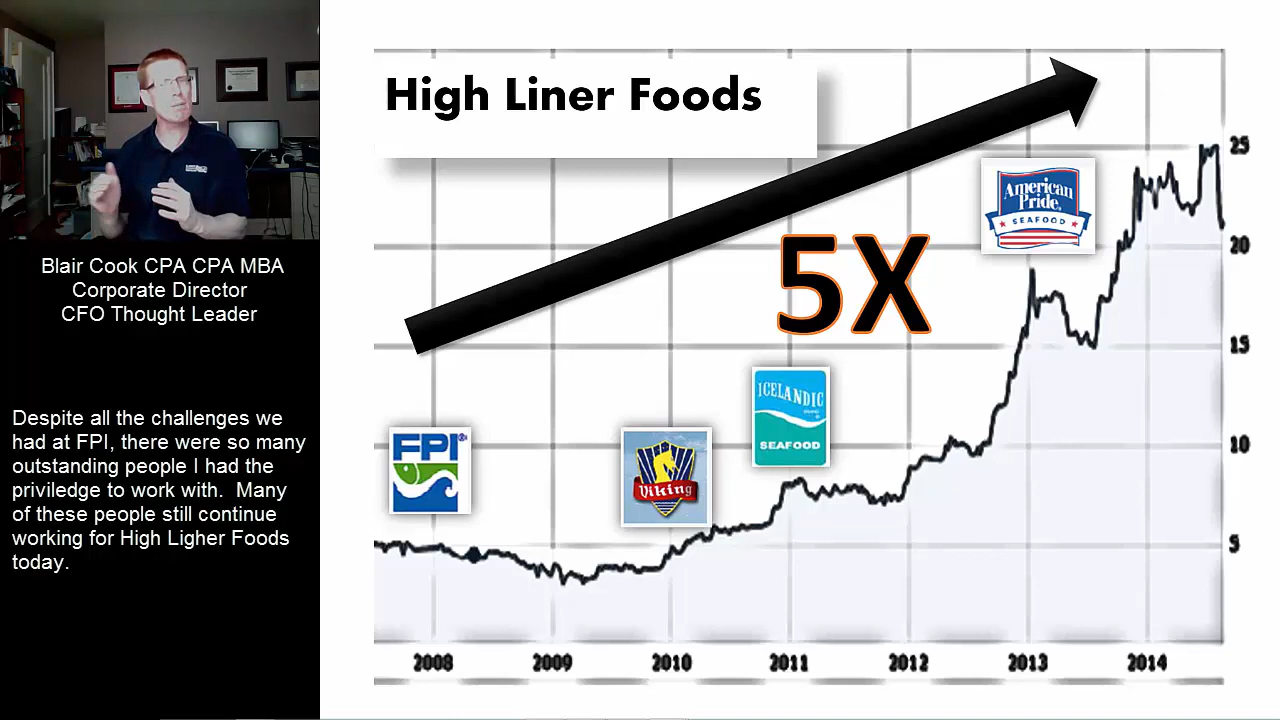 Blair Cook CPA CPA MBA
Corporate Director
CFO Thought Leader
Despite all the challenges we
had at FPI, there were so many
outstanding people I had the
priviledge to work with.  Many
of these people still continue
working for High Ligher Foods
today.
High Liner Foods
5X
American
Pride®
SEAFOOD
ICELANDIC
SEAFOOD
FPI®
Viking
25
20
15
10
5
2008 2009 2010 2011 2012 2013 2014